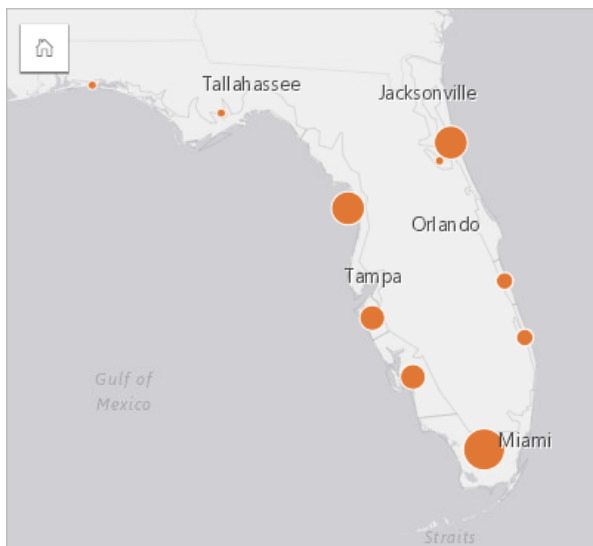 Tallahassee
Jacksonville
Orlando
Tampa
Gulf of
Mexico
Miami
Straits